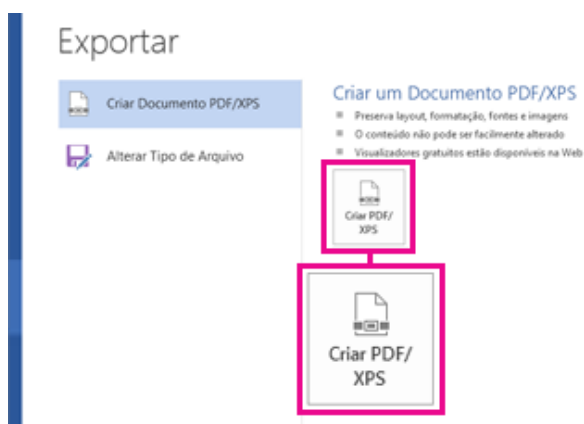 Exportar
Criar Documento PDF/XPS
Alterar Tipo de Arquivo
Criar um Documento PDF/XPS
Preserva layout, formatação, fontes e imagens
O conteúdo não pode ser facilmente alterado
Visualizadores gratuitos estão disponíveis na Web
Criar PDF/
XPS
Criar PDF/
XPS